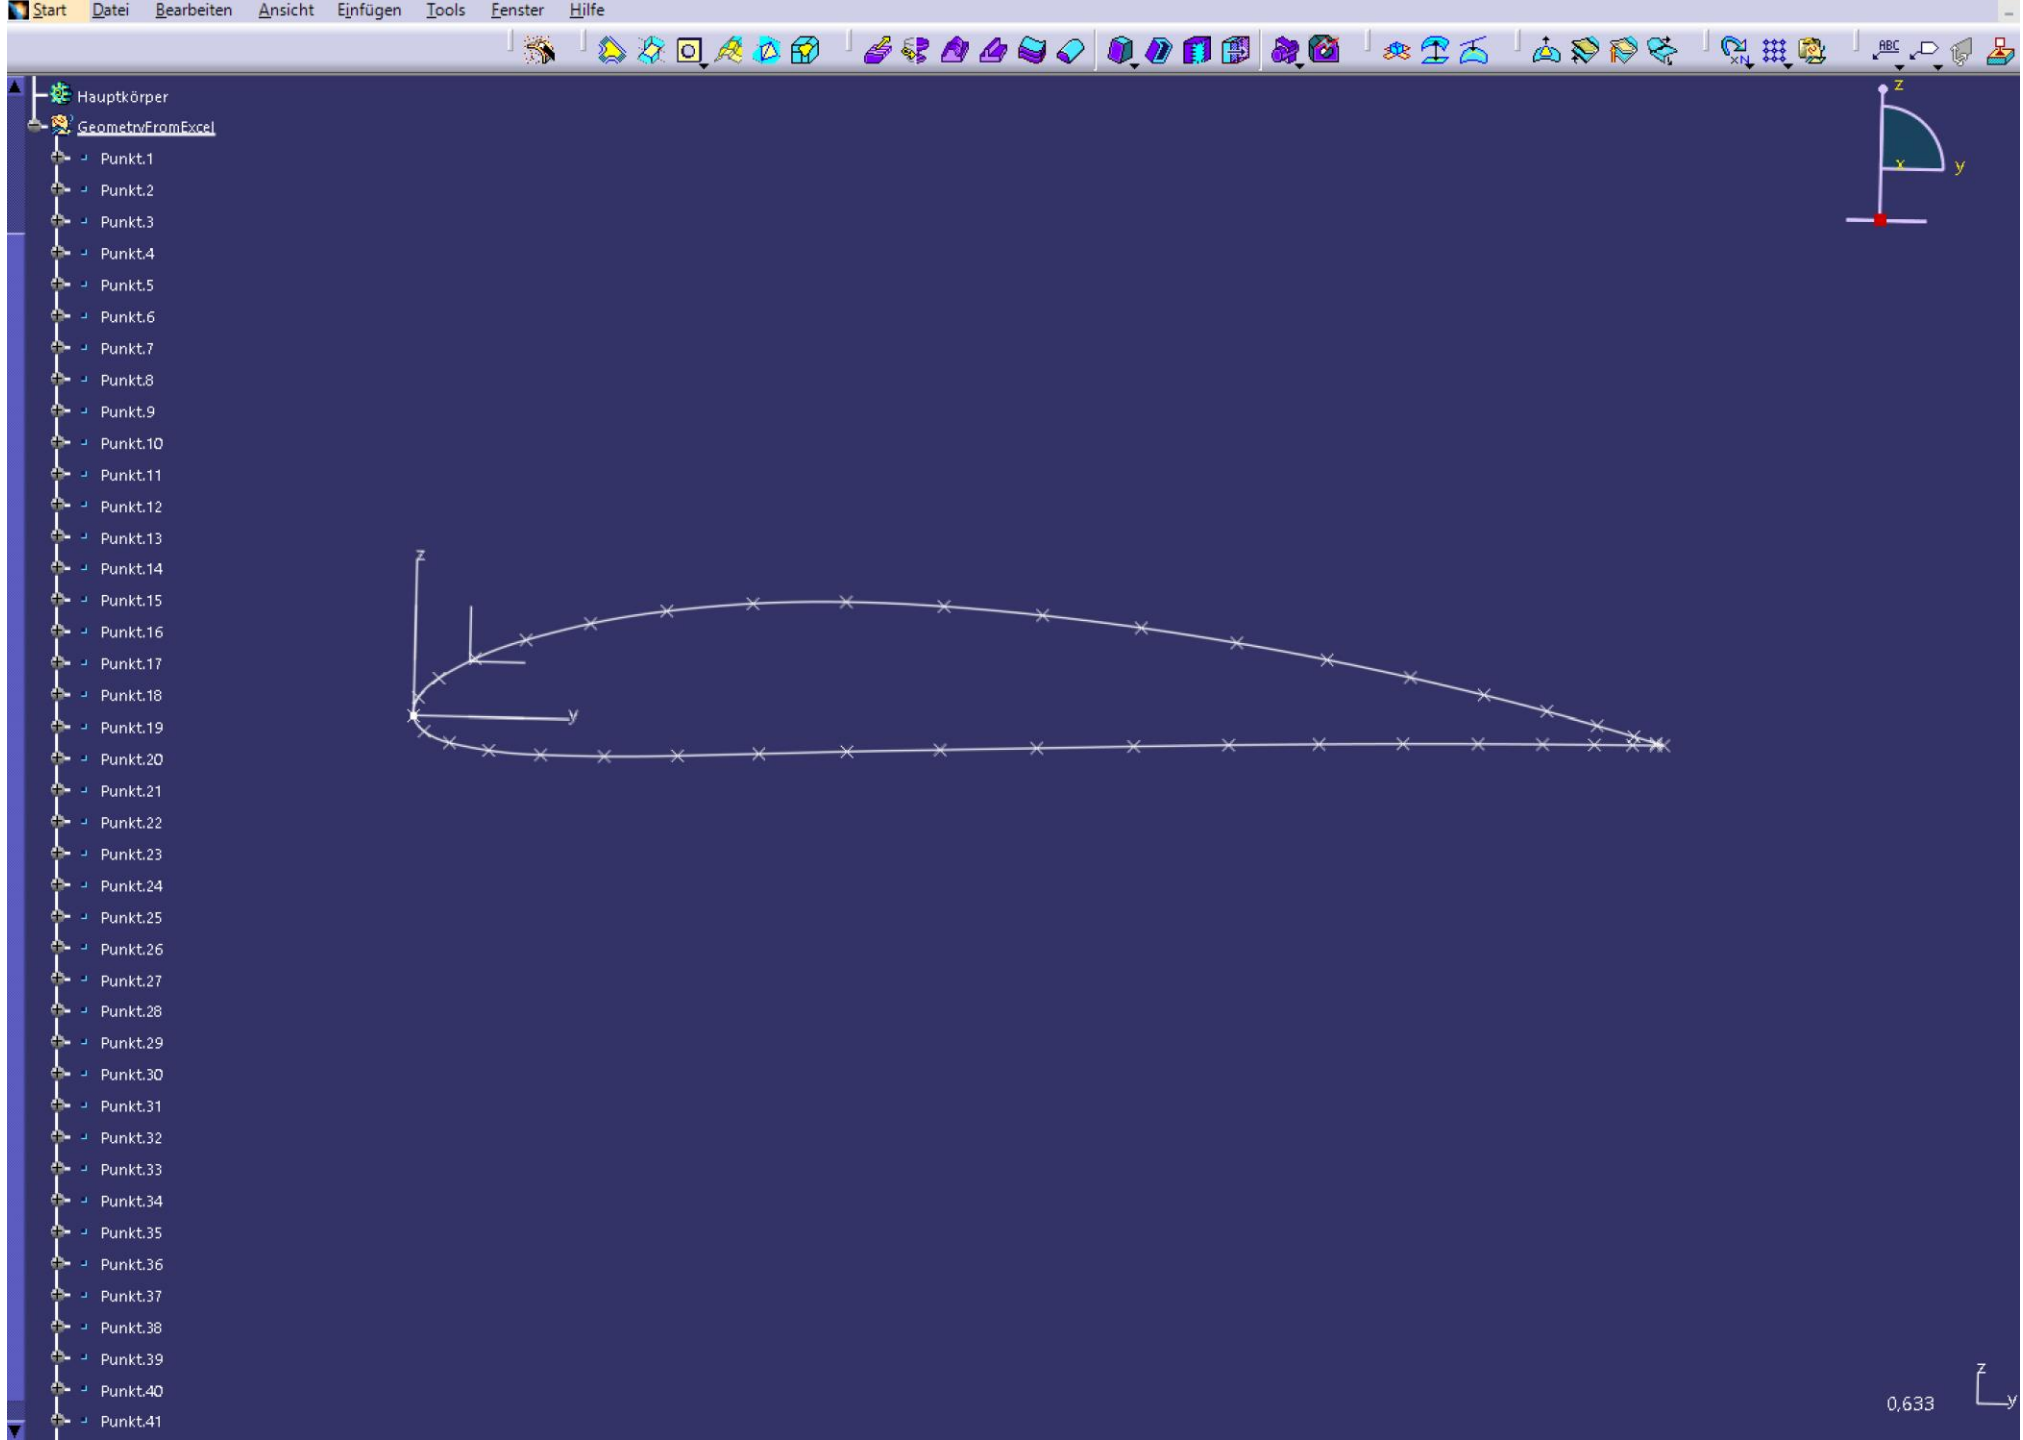 Start Datei Bearbeiten Ansicht Einfügen Tools Fenster Hilfe
×N ABC
Hauptkörper
GeometryFromExcel
Punkt.1
Punkt.2
Punkt.3
Punkt.4
Punkt.5
Punkt.6
Punkt.7
Punkt.8
Punkt.9
Punkt.10
Punkt.11
Punkt.12
Punkt.13
Punkt.14
Punkt.15
Punkt.16
Punkt.17
Punkt.18
Punkt.19
Punkt.20
Punkt.21
Punkt.22
Punkt.23
Punkt.24
Punkt.25
Punkt.26
Punkt.27
Punkt.28
Punkt.29
Punkt.30
Punkt.31
Punkt.32
Punkt.33
Punkt.34
Punkt.35
Punkt.36
Punkt.37
Punkt.38
Punkt.39
Punkt.40
Punkt.41
z
x y
z
y
z
0,633 y